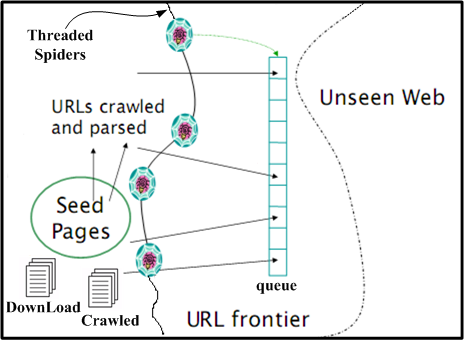 Threaded
Spiders
URLs crawled
and parsed
Unseen Web
Seed
Pages
queue
DownLoad
Crawled
URL frontier